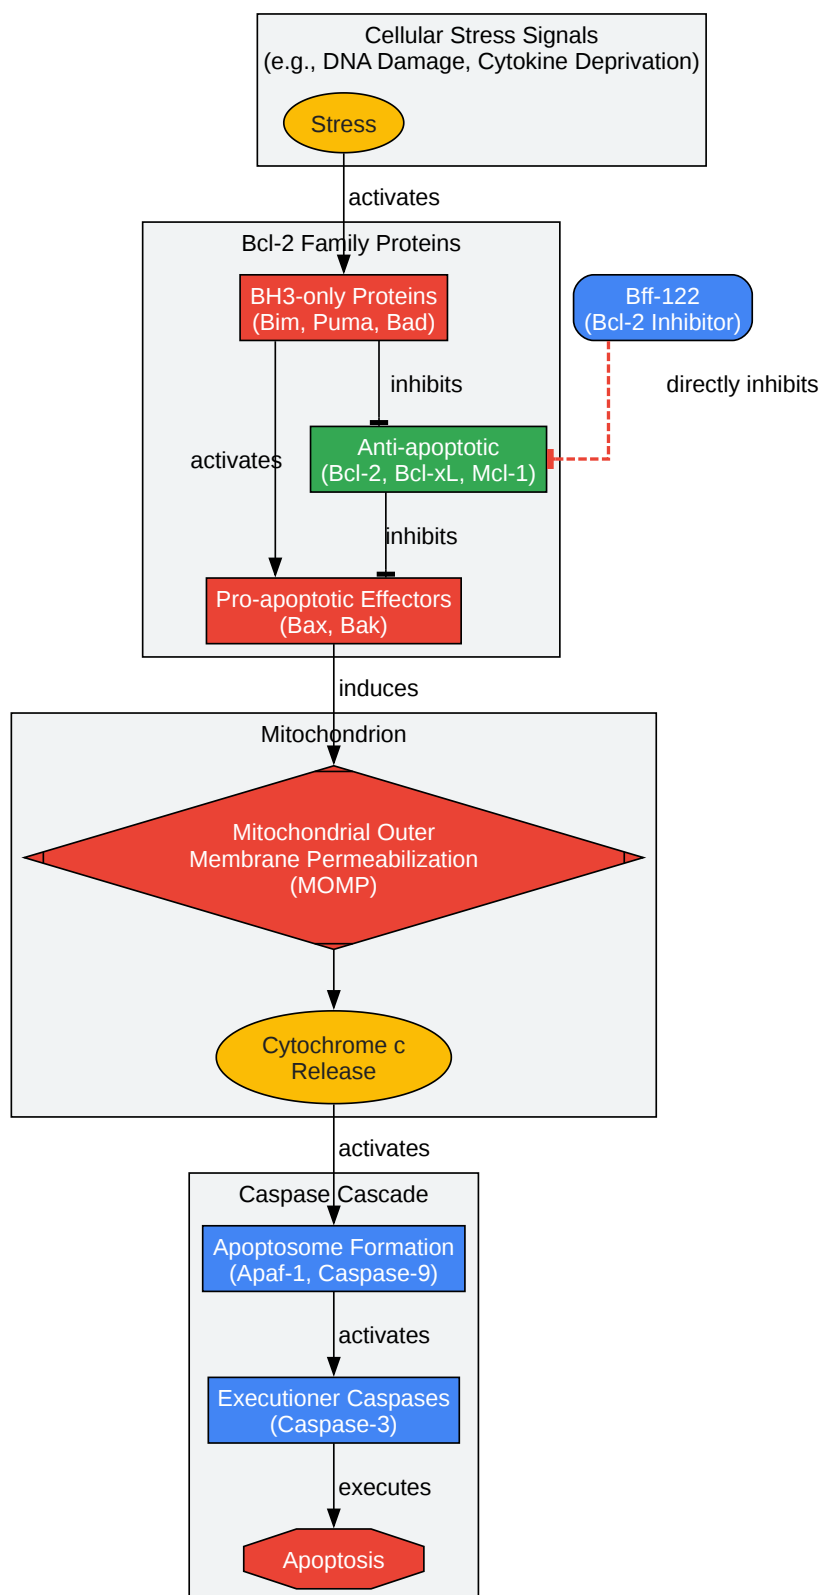 Cellular Stress Signals
(e.g., DNA Damage, Cytokine Deprivation)
Stress
activates
Bcl-2 Family Proteins
BH3-only Proteins
(Bim, Puma, Bad)
Bff-122
(Bcl-2 Inhibitor)
inhibits
directly inhibits
activates
Anti-apoptotic
(Bcl-2, Bcl-xL, Mcl-1)
inhibits
Pro-apoptotic Effectors
(Bax, Bak)
induces
Mitochondrion
Mitochondrial Outer
Membrane Permeabilization
(MOMP)
Cytochrome c
Release
activates
Caspase Cascade
Apoptosome Formation
(Apaf-1, Caspase-9)
activates
Executioner Caspases
(Caspase-3)
executes
Apoptosis